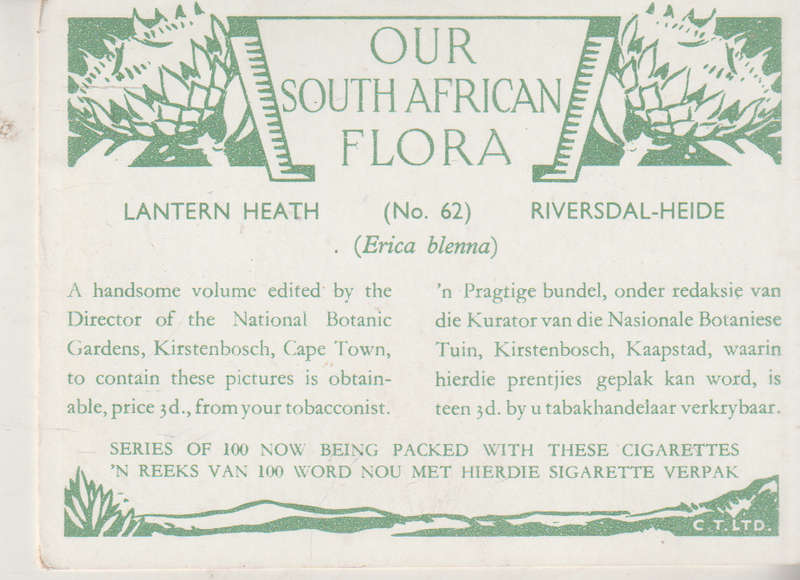 OUR
SOUTH AFRICAN
FLORA
LANTERN HEATH (No. 62) RIVERSDAL-HEIDE
(Erica blenna)
A handsome volume edited by the
Director of the National Botanic
Gardens, Kirstenbosch, Cape Town,
to contain these pictures is obtain-
able, price 3d., from your tobacconist.
'n Pragtige bundel, onder redaksie van
die Kurator van die Nasionale Botaniese
Tuin, Kirstenbosch, Kaapstad, waarin
hierdie prentjies geplak kan word, is
teen 3d. by u tabakhandelaar verkrybaar.
SERIES OF 100 NOW BEING PACKED WITH THESE CIGARETTES
'N REEKS VAN 100 WORD NOU MET HIERDIE SIGARETTE VERPAK
C.T. LTD.